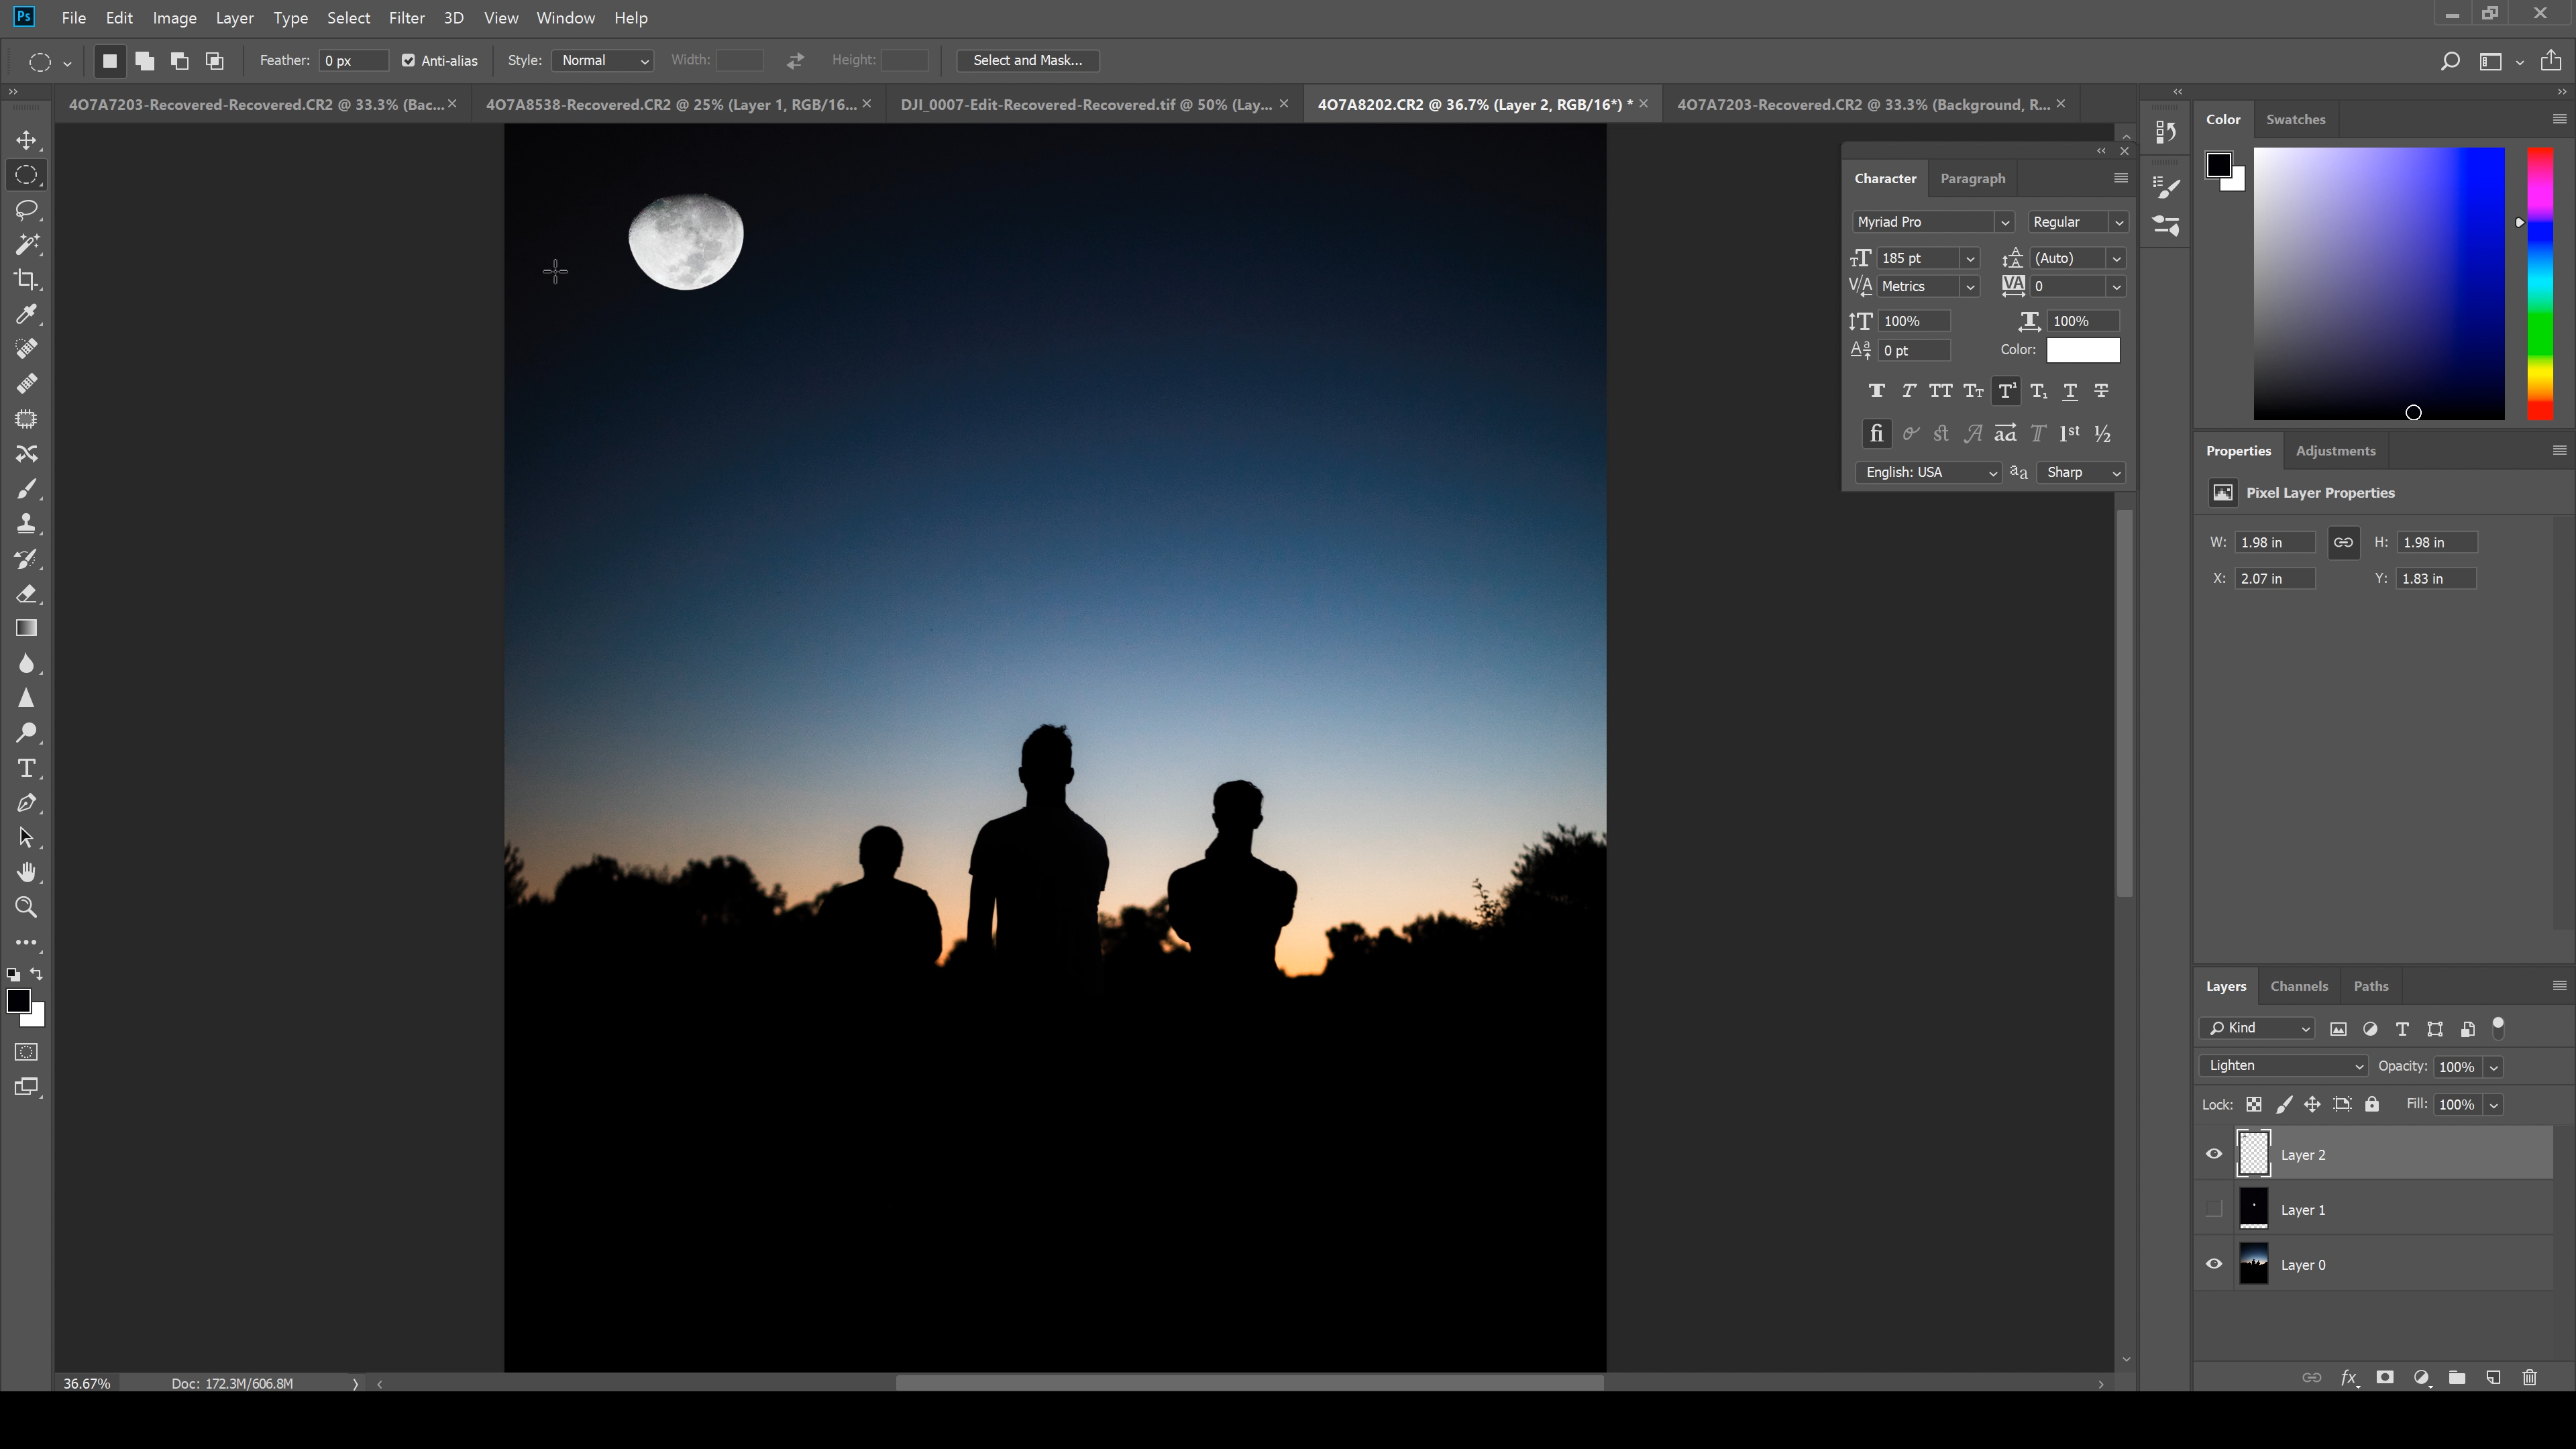 Ps File Edit Image Layer Type Select Filter 3D View Window Help
Feather: 0 px Anti-alias Style: Normal Width: Height: Select and Mask...
4O7A7203-Recovered-Recovered.CR2 @ 33.3% (Bac... 4O7A8538-Recovered.CR2 @ 25% (Layer 1, RGB/16... DJI_0007-Edit-Recovered-Recovered.tif @ 50% (Lay... 4O7A8202.CR2 @ 36.7% (Layer 2, RGB/16*) * 4O7A7203-Recovered.CR2 @ 33.3% (Background, R...
Color Swatches
Character Paragraph
Myriad Pro Regular
185 pt (Auto)
Metrics 0
100% 100%
0 pt Color:
English: USA Sharp
Properties Adjustments
Pixel Layer Properties
W: 1.98 in H: 1.98 in
X: 2.07 in Y: 1.83 in
Layers Channels Paths
Kind
Lighten Opacity: 100%
Lock: Fill: 100%
Layer 2
Layer 1
Layer 0
36.67% Doc: 172.3M/606.8M